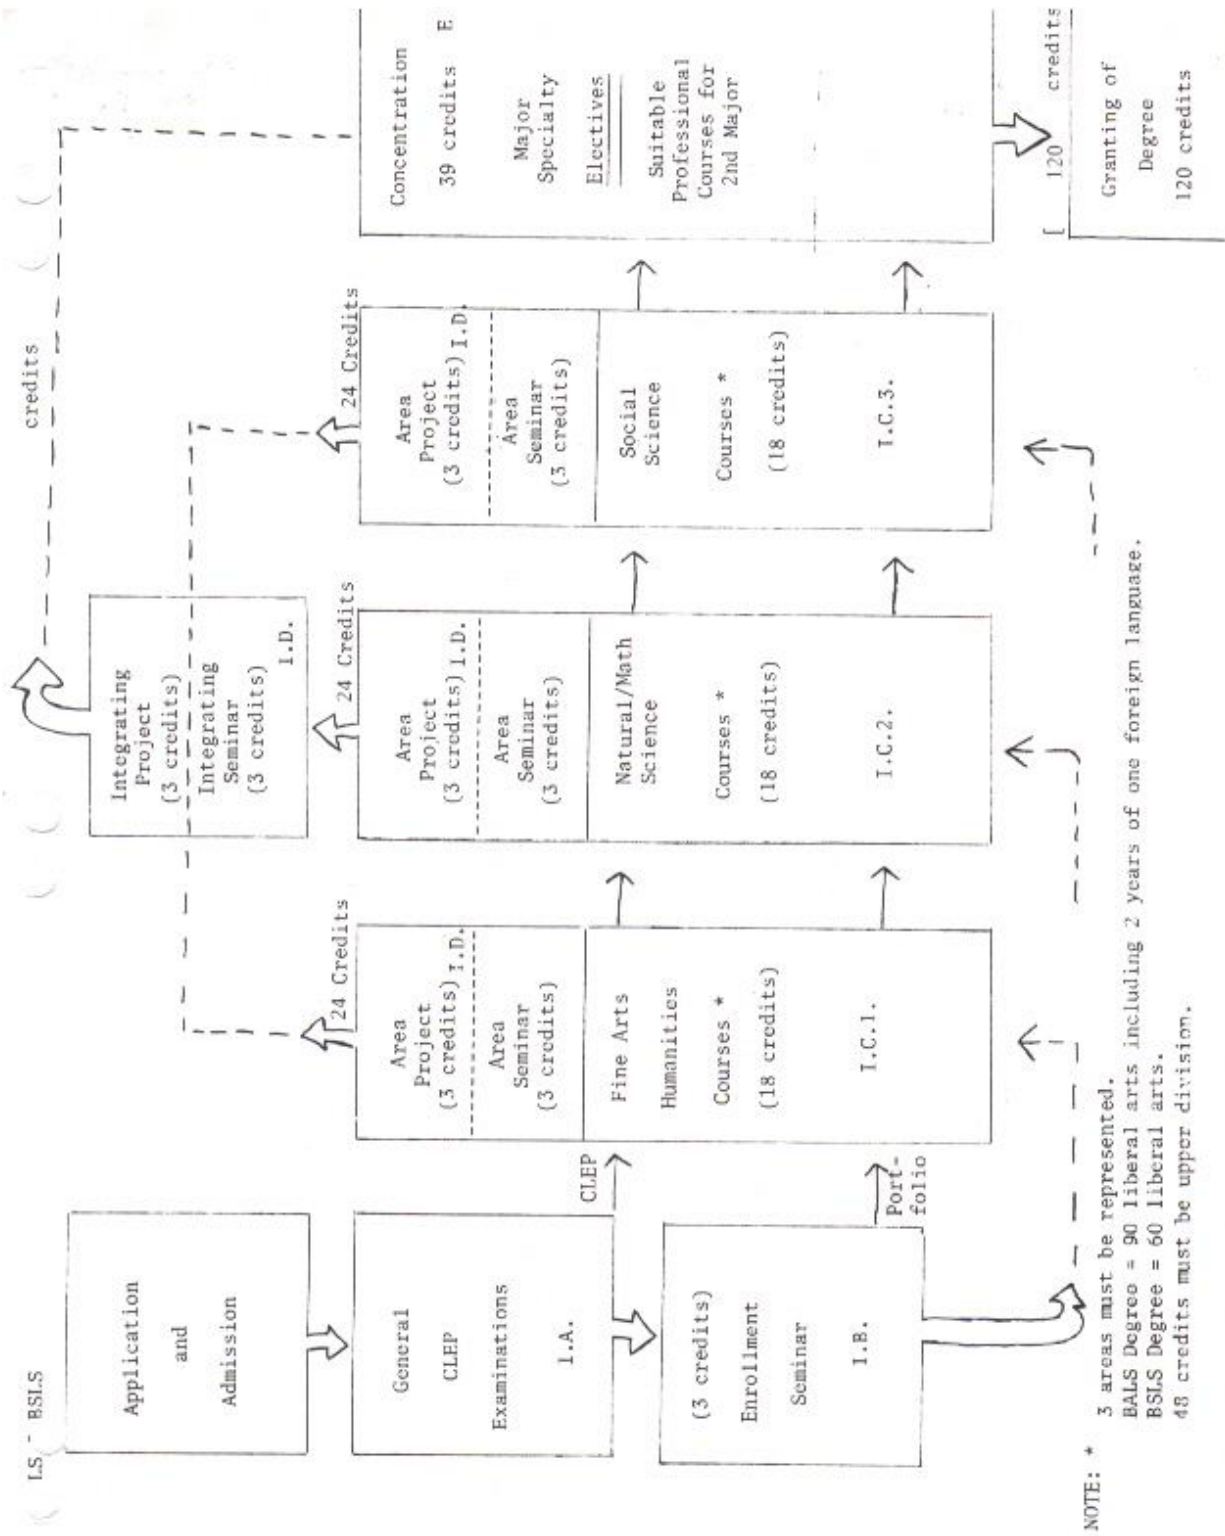 LS - BSLS
Application
and
Admission
General
CLEP
Examinations
I.A.
(3 credits)
Enrollment
Seminar
I.B.
CLEP
Port-
folio
24 Credits
Area
Project
(3 credits) I.D.
Area
Seminar
(3 credits)
Fine Arts
Humanities
Courses *
(18 credits)
I.C.1.
Integrating
Project
(3 credits)
Integrating
Seminar
(3 credits)
I.D.
24 Credits
Area
Project
(3 credits) I.D.
Area
Seminar
(3 credits)
Natural/Math
Science
Courses *
(18 credits)
I.C.2.
24 Credits
Area
Project
(3 credits) I.D.
Area
Seminar
(3 credits)
Social
Science
Courses *
(18 credits)
I.C.3.
credits
Concentration
39 credits E
Major
Specialty
Electives
Suitable
Professional
Courses for
2nd Major
[ 120 credits
Granting of
Degree
120 credits
NOTE: * 3 areas must be represented.
BALS Degree = 90 liberal arts including 2 years of one foreign language.
BSLS Degree = 60 liberal arts.
48 credits must be upper division.